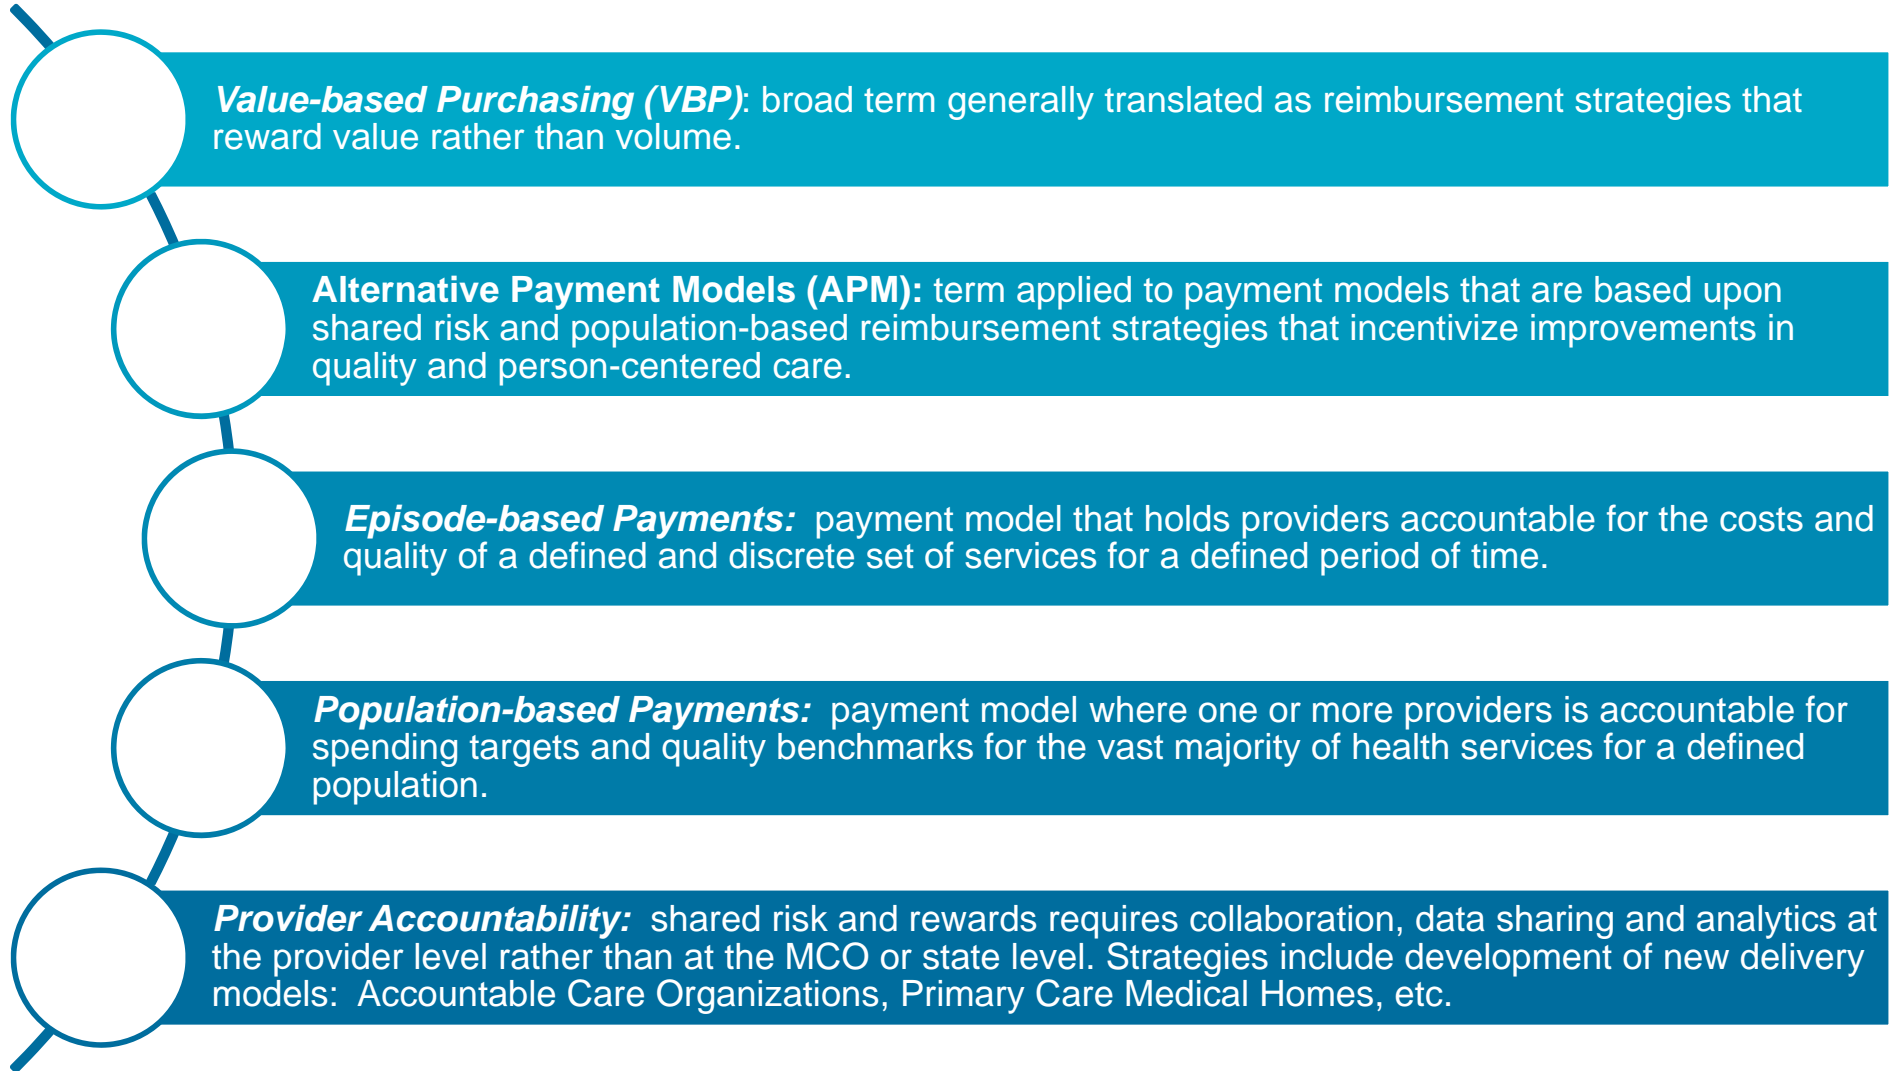 Value-based Purchasing (VBP): broad term generally translated as reimbursement strategies that
reward value rather than volume.
Alternative Payment Models (APM): term applied to payment models that are based upon
shared risk and population-based reimbursement strategies that incentivize improvements in
quality and person-centered care.
Episode-based Payments:  payment model that holds providers accountable for the costs and
quality of a defined and discrete set of services for a defined period of time.
Population-based Payments:  payment model where one or more providers is accountable for
spending targets and quality benchmarks for the vast majority of health services for a defined
population.
Provider Accountability:  shared risk and rewards requires collaboration, data sharing and analytics at
the provider level rather than at the MCO or state level. Strategies include development of new delivery
models:  Accountable Care Organizations, Primary Care Medical Homes, etc.